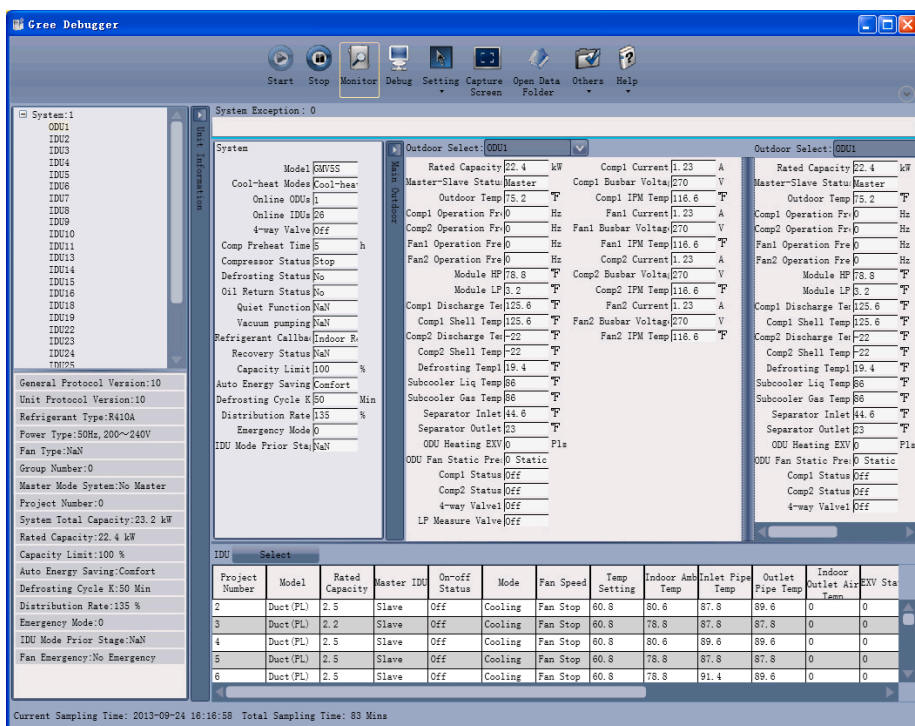 Gree Debugger
Start Stop Monitor Debug Setting Capture Screen Open Data Folder Others Help
System:1
ODU1
IDU2
IDU3
IDU4
IDU5
IDU6
IDU7
IDU8
IDU9
IDU10
IDU11
IDU13
IDU14
IDU15
IDU16
IDU18
IDU19
IDU22
IDU23
IDU24
IDU25
General Protocol Version:10
Unit Protocol Version:10
Refrigerant Type:R410A
Power Type:50Hz, 200～240V
Fan Type:NaN
Group Number:0
Master Mode System:No Master
Project Number:0
System Total Capacity:23.2 kW
Rated Capacity:22.4 kW
Capacity Limit:100 %
Auto Energy Saving:Comfort
Defrosting Cycle K:50 Min
Distribution Rate:135 %
Emergency Mode:0
IDU Mode Prior Stage:NaN
Fan Emergency:No Emergency
Unit Information
System Exception: 0
System
Model GMV5S
Cool-heat Modes Cool-hea
Online ODUs 1
Online IDUs 26
4-way Valve Off
Comp Preheat Time 5 h
Compressor Status Stop
Defrosting Status No
Oil Return Status No
Quiet Function NaN
Vacuum pumping NaN
Refrigerant Callba Indoor R
Recovery Status NaN
Capacity Limit 100 %
Auto Energy Saving Comfort
Defrosting Cycle K 50 Min
Distribution Rate 135 %
Emergency Mode 0
IDU Mode Prior Sta NaN
Main Outdoor
Outdoor Select: ODU1
Rated Capacity 22.4 kW
Master-Slave Statu Master
Outdoor Temp 75.2 ℉
Comp1 Operation Fr 0 Hz
Comp2 Operation Fr 0 Hz
Fan1 Operation Fre 0 Hz
Fan2 Operation Fre 0 Hz
Module HP 78.8 ℉
Module LP 3.2 ℉
Comp1 Discharge Te 125.6 ℉
Comp1 Shell Temp 125.6 ℉
Comp2 Discharge Te -22 ℉
Comp2 Shell Temp -22 ℉
Defrosting Temp1 19.4 ℉
Subcooler Liq Temp 86 ℉
Subcooler Gas Temp 86 ℉
Separator Inlet 44.6 ℉
Separator Outlet 23 ℉
ODU Heating EXV 0 Pls
ODU Fan Static Pre 0 Static
Comp1 Status Off
Comp2 Status Off
4-way Valve1 Off
LP Measure Valve Off
Comp1 Current 1.23 A
Comp1 Busbar Volta 270 V
Comp1 IPM Temp 116.6 ℉
Fan1 Current 1.23 A
Fan1 Busbar Voltag 270 V
Fan1 IPM Temp 116.6 ℉
Comp2 Current 1.23 A
Comp2 Busbar Volta 270 V
Comp2 IPM Temp 116.6 ℉
Fan2 Current 1.23 A
Fan2 Busbar Voltag 270 V
Fan2 IPM Temp 116.6 ℉
Outdoor Select: ODU1
Rated Capacity 22.4 kW
Master-Slave Statu Master
Outdoor Temp 75.2 ℉
Comp1 Operation Fr 0 Hz
Comp2 Operation Fr 0 Hz
Fan1 Operation Fre 0 Hz
Fan2 Operation Fre 0 Hz
Module HP 78.8 ℉
Module LP 3.2 ℉
Comp1 Discharge Te 125.6 ℉
Comp1 Shell Temp 125.6 ℉
Comp2 Discharge Te -22 ℉
Comp2 Shell Temp -22 ℉
Defrosting Temp1 19.4 ℉
Subcooler Liq Temp 86 ℉
Subcooler Gas Temp 86 ℉
Separator Inlet 44.6 ℉
Separator Outlet 23 ℉
ODU Heating EXV 0 Pls
ODU Fan Static Pre 0 Static
Comp1 Status Off
Comp2 Status Off
4-way Valve1 Off
IDU Select
Project Number Model Rated Capacity Master IDU On-off Status Mode Fan Speed Temp Setting Indoor Amb Temp Inlet Pipe Temp Outlet Pipe Temp Indoor Outlet Air Temp EXV Sta
2 Duct(PL) 2.5 Slave Off Cooling Fan Stop 60.8 80.6 87.8 89.6 0 0
3 Duct(PL) 2.2 Slave Off Cooling Fan Stop 60.8 78.8 87.8 87.8 0 0
4 Duct(PL) 2.5 Slave Off Cooling Fan Stop 60.8 80.6 89.6 89.6 0 0
5 Duct(PL) 2.5 Slave Off Cooling Fan Stop 60.8 78.8 87.8 87.8 0 0
6 Duct(PL) 2.5 Slave Off Cooling Fan Stop 60.8 78.8 91.4 89.6 0 0
Current Sampling Time: 2013-09-24 16:16:58 Total Sampling Time: 83 Mins